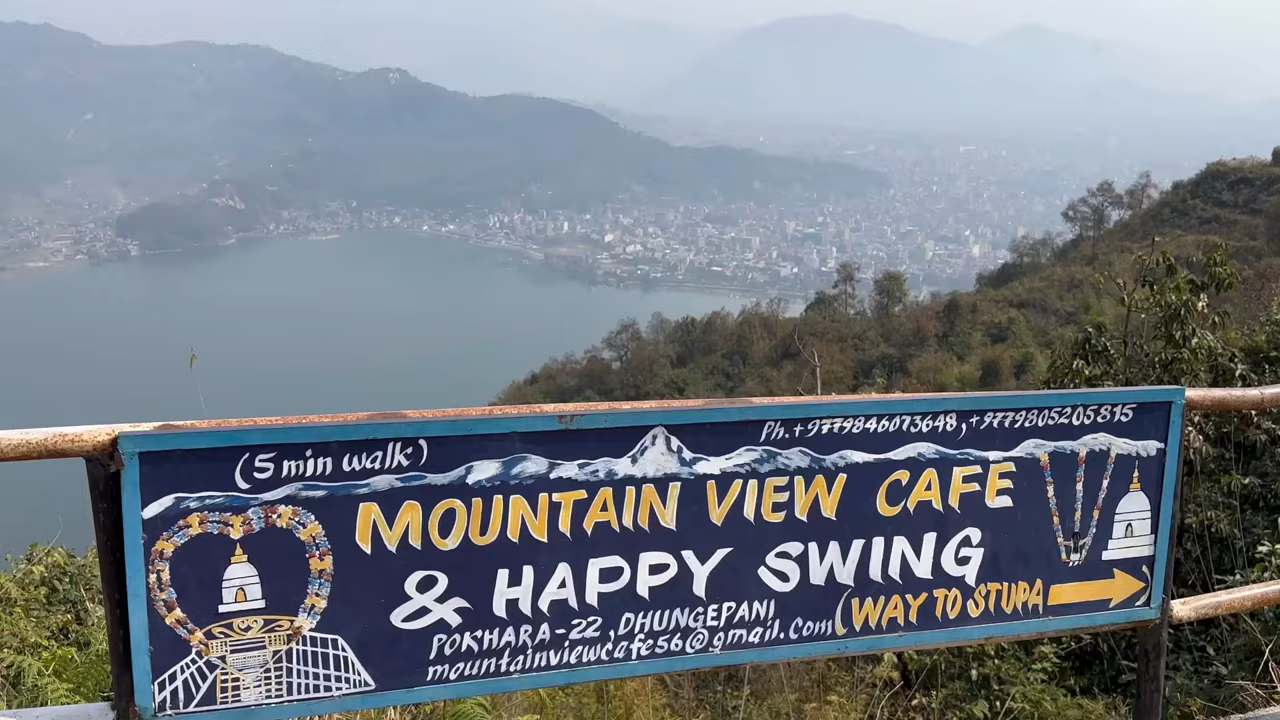 Ph.+9779846073648,+9779805205815
(5 min walk)
MOUNTAIN VIEW CAFE
& HAPPY SWING
POKHARA-22,DHUNGEPANI
(WAY TO STUPA)
mountainviewcafe56@gmail.com